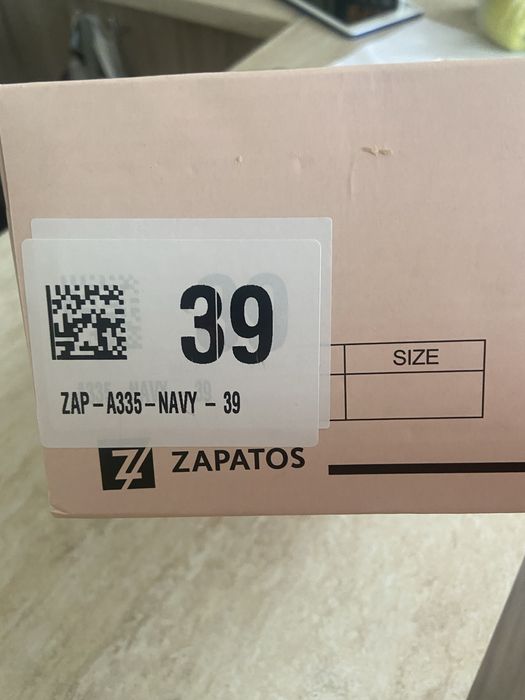 39
SIZE
ZAP-A335-NAVY - 39
ZAPATOS